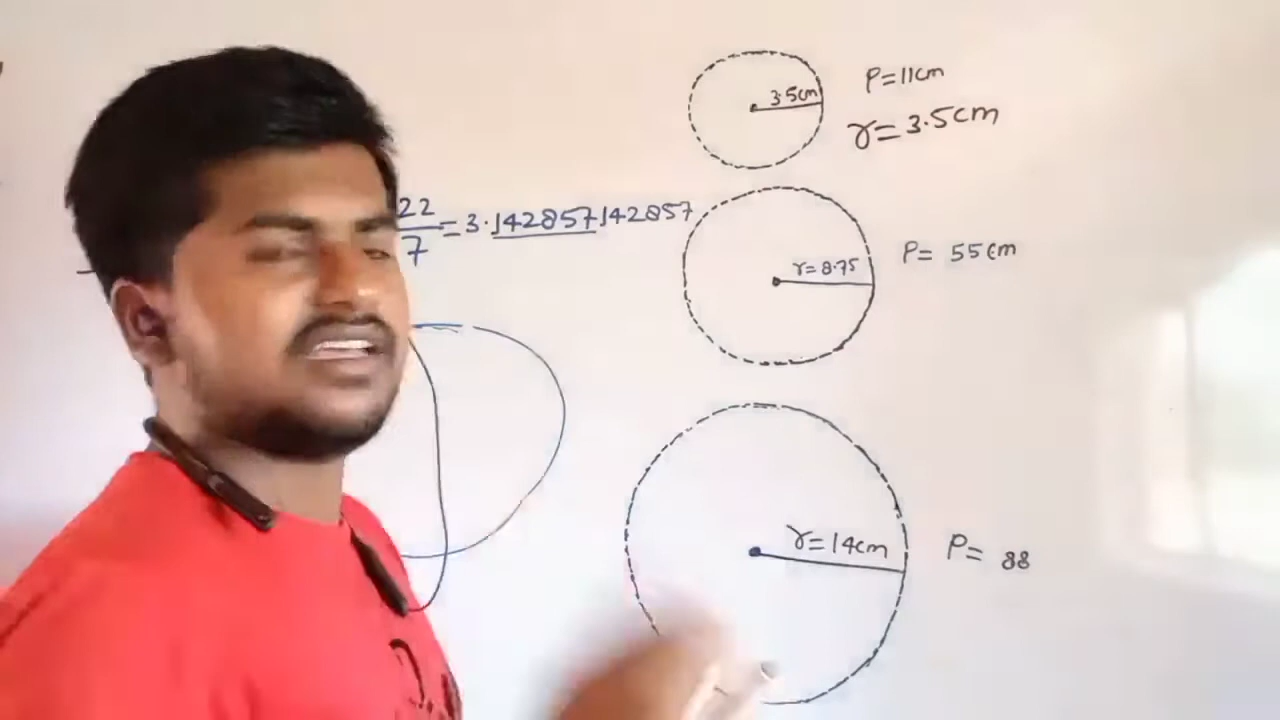 3.5cm
P=11cm
r=3.5cm
22/7=3.142857142857
r=8.75
P= 55cm
r=14cm
P= 88